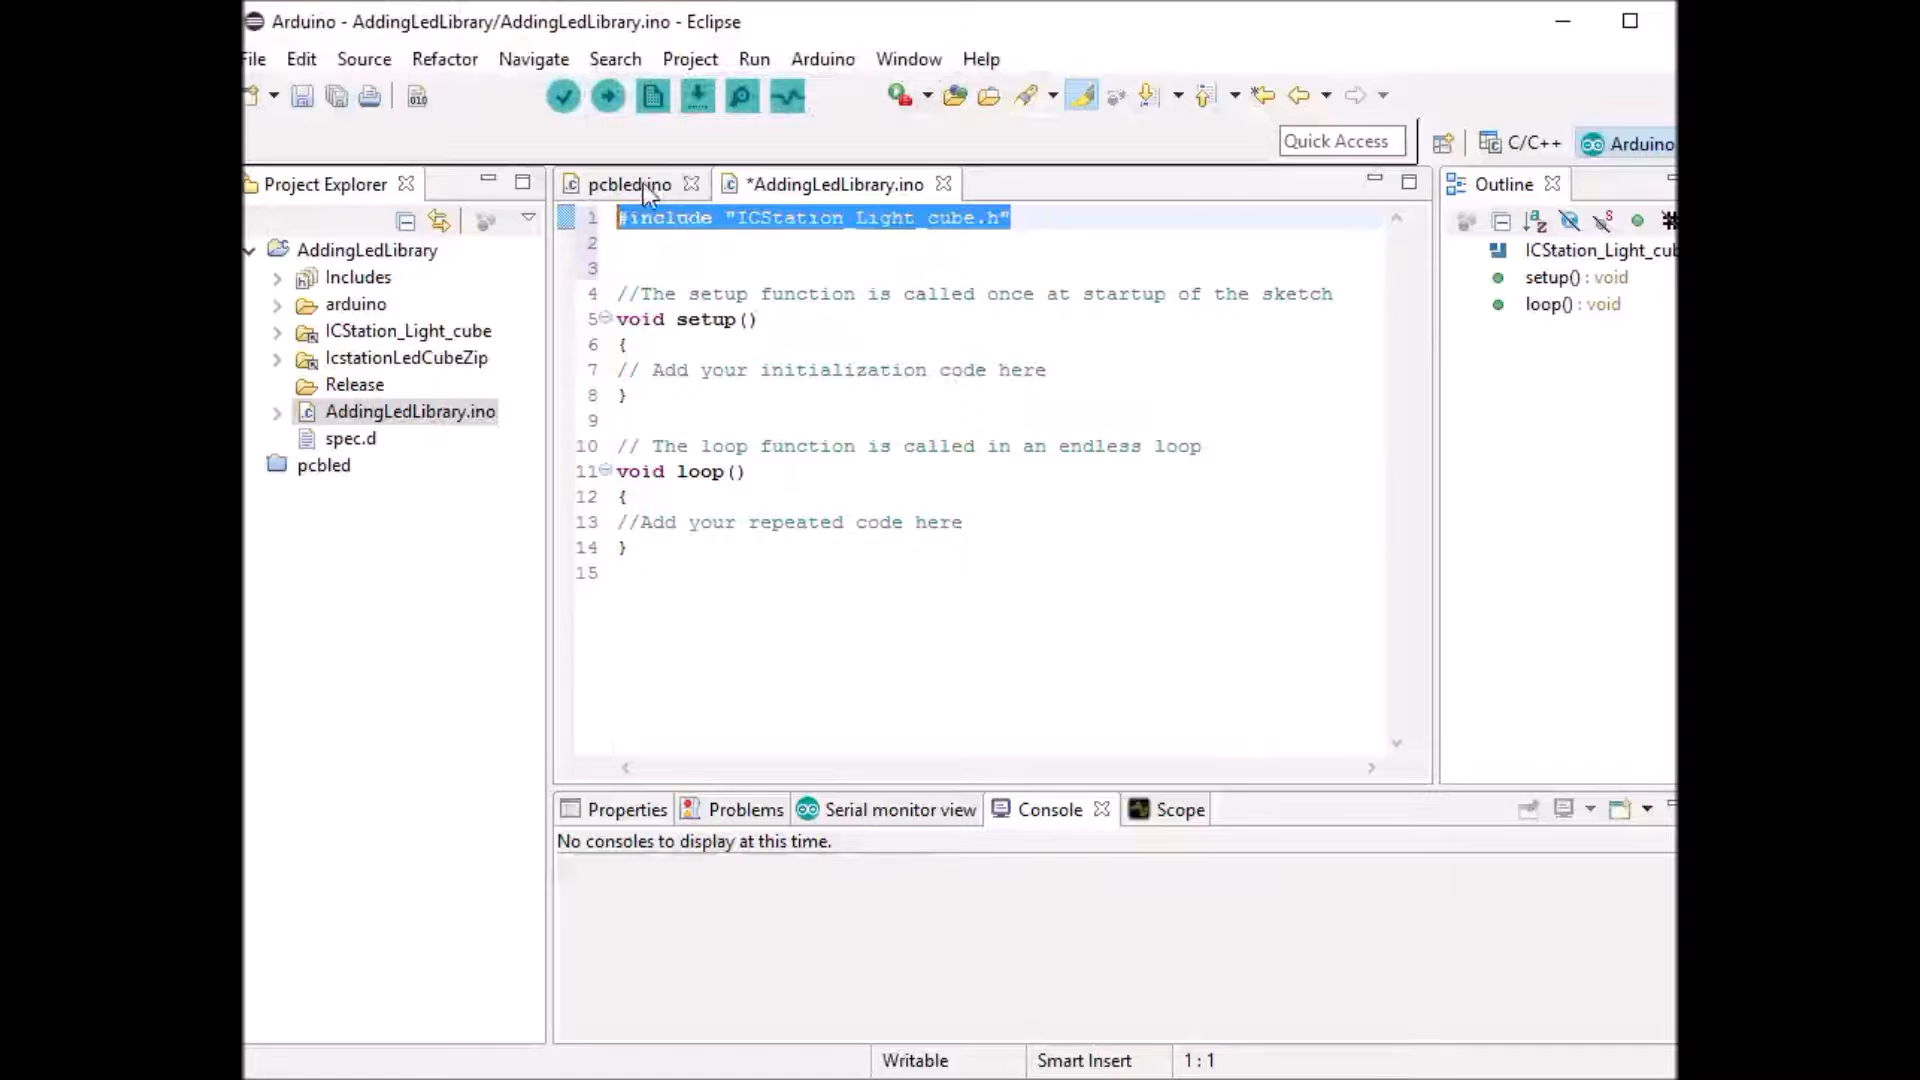 Arduino - AddingLedLibrary/AddingLedLibrary.ino - Eclipse
File Edit Source Refactor Navigate Search Project Run Arduino Window Help
010
Quick Access
C/C++
Arduino
Project Explorer
AddingLedLibrary
Includes
arduino
ICStation_Light_cube
IcstationLedCubeZip
Release
AddingLedLibrary.ino
spec.d
pcbled
pcbled.ino
*AddingLedLibrary.ino
1 #include "ICStation_Light_cube.h"
2
3
4 //The setup function is called once at startup of the sketch
5 void setup()
6 {
7 // Add your initialization code here
8 }
9
10 // The loop function is called in an endless loop
11 void loop()
12 {
13 //Add your repeated code here
14 }
15
Outline
ICStation_Light_cub
setup() : void
loop() : void
Properties
Problems
Serial monitor view
Console
Scope
No consoles to display at this time.
Writable
Smart Insert
1 : 1